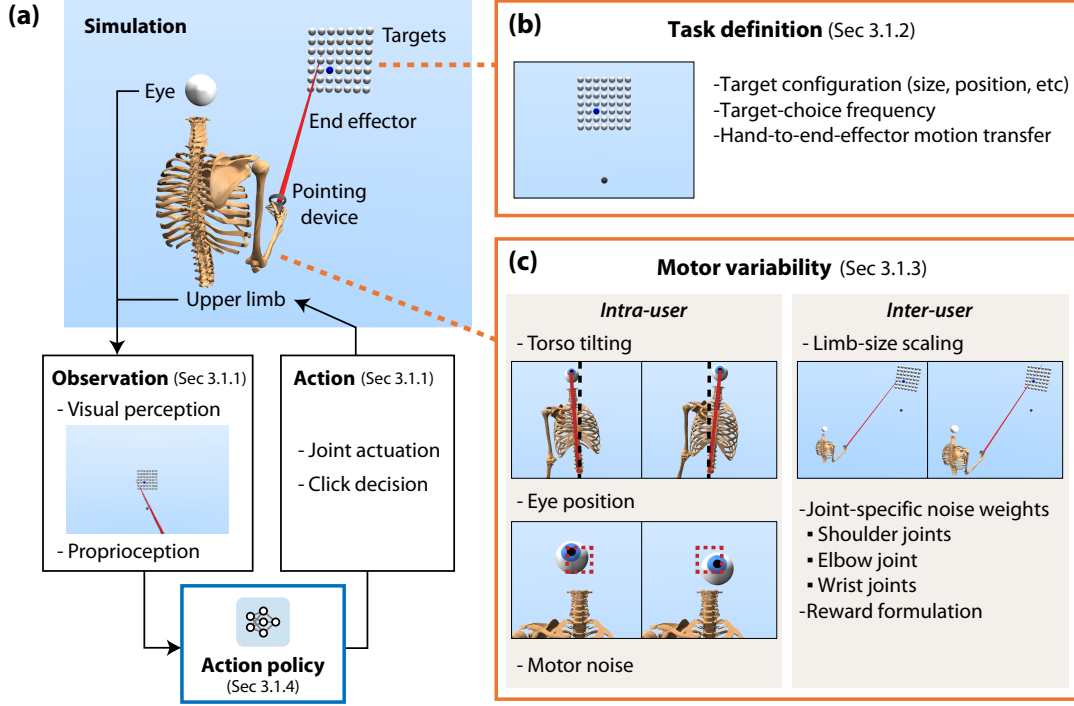 (a)
Simulation
Targets
Eye
End effector
Pointing
device
Upper limb
Observation (Sec 3.1.1)
- Visual perception
- Proprioception
Action (Sec 3.1.1)
- Joint actuation
- Click decision
Action policy
(Sec 3.1.4)
(b)
Task definition (Sec 3.1.2)
-Target configuration (size, position, etc)
-Target-choice frequency
-Hand-to-end-effector motion transfer
(c)
Motor variability (Sec 3.1.3)
Intra-user
- Torso tilting
- Eye position
- Motor noise
Inter-user
- Limb-size scaling
-Joint-specific noise weights
▪ Shoulder joints
▪ Elbow joint
▪ Wrist joints
-Reward formulation